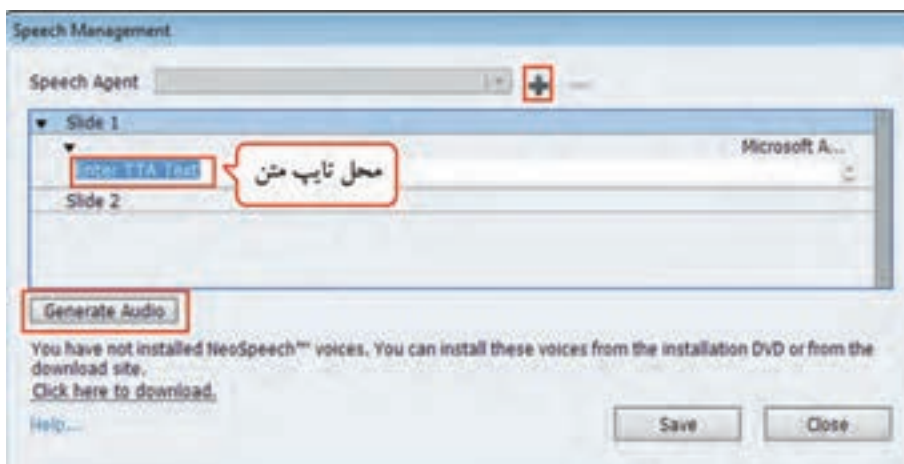 Speech Management
Speech Agent
Slide 1
Microsoft A...
Enter TTA Text
محل تایپ متن
Slide 2
Generate Audio
You have not installed NeoSpeech™ voices. You can install these voices from the installation DVD or from the
download site.
Click here to download.
Help...
Save
Close